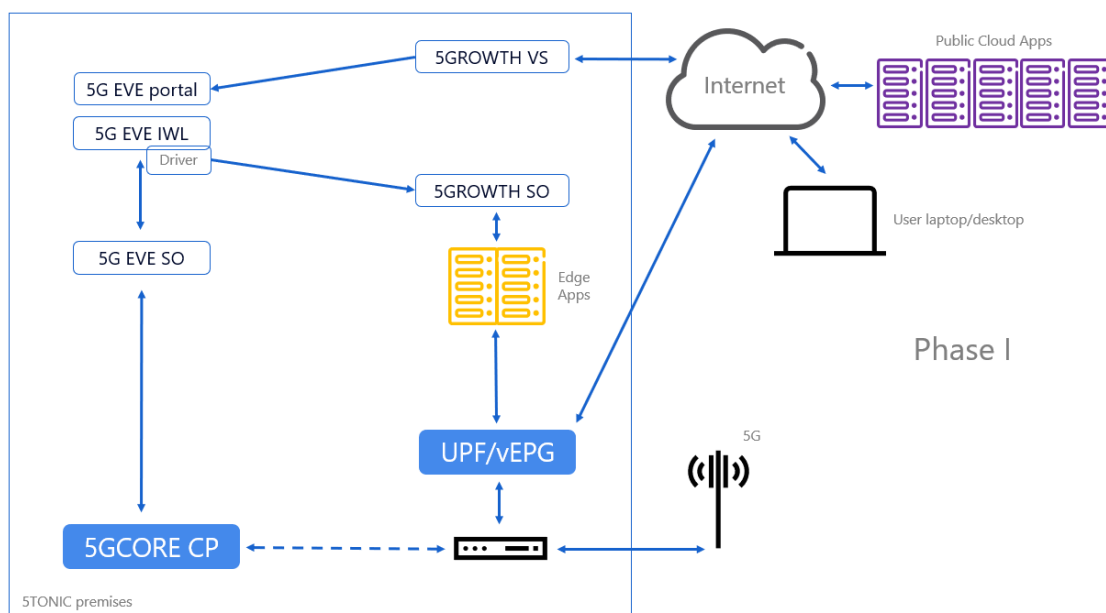 Public Cloud Apps
5GROWTH VS
Internet
5G EVE portal
5G EVE IWL
Driver
5GROWTH SO
User laptop/desktop
5G EVE SO
Edge
Apps
Phase I
5G
UPF/vEPG
5GCORE CP
5TONIC premises